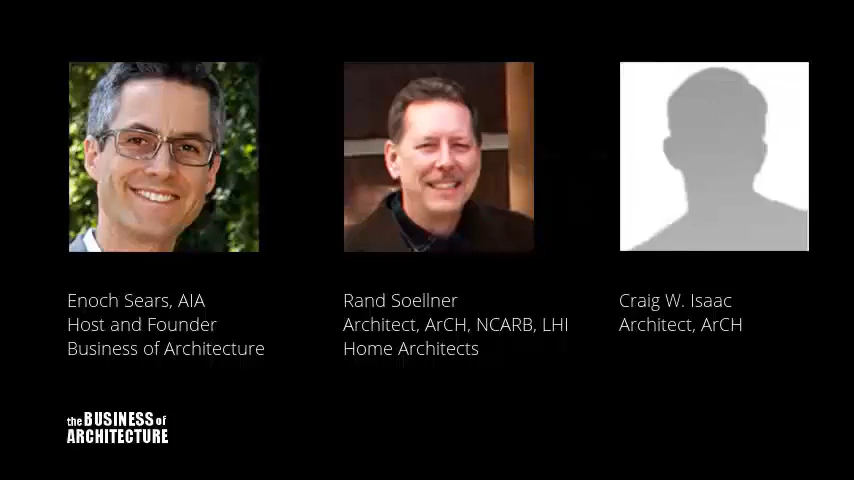 Enoch Sears, AIA
Host and Founder
Business of Architecture
Rand Soellner
Architect, ArCH, NCARB, LHI
Home Architects
Craig W. Isaac
Architect, ArCH
the BUSINESS of
ARCHITECTURE